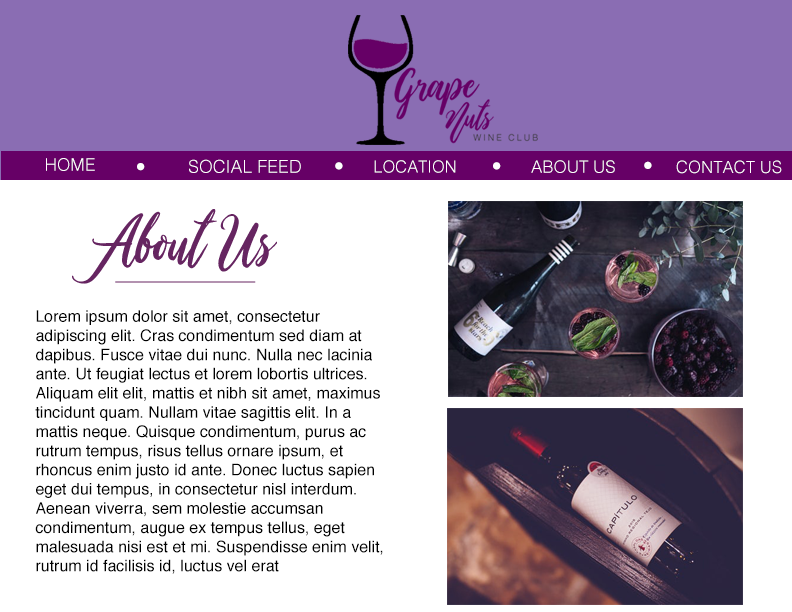 Grape
Nuts
WINE CLUB
HOME • SOCIAL FEED • LOCATION • ABOUT US • CONTACT US
About Us
Lorem ipsum dolor sit amet, consectetur
adipiscing elit. Cras condimentum sed diam at
dapibus. Fusce vitae dui nunc. Nulla nec lacinia
ante. Ut feugiat lectus et lorem lobortis ultrices.
Aliquam elit elit, mattis et nibh sit amet, maximus
tincidunt quam. Nullam vitae sagittis elit. In a
mattis neque. Quisque condimentum, purus ac
rutrum tempus, risus tellus ornare ipsum, et
rhoncus enim justo id ante. Donec luctus sapien
eget dui tempus, in consectetur nisl interdum.
Aenean viverra, sem molestie accumsan
condimentum, augue ex tempus tellus, eget
malesuada nisi est et mi. Suspendisse enim velit,
rutrum id facilisis id, luctus vel erat
Reach
for the
Stars
CAPÍTULO